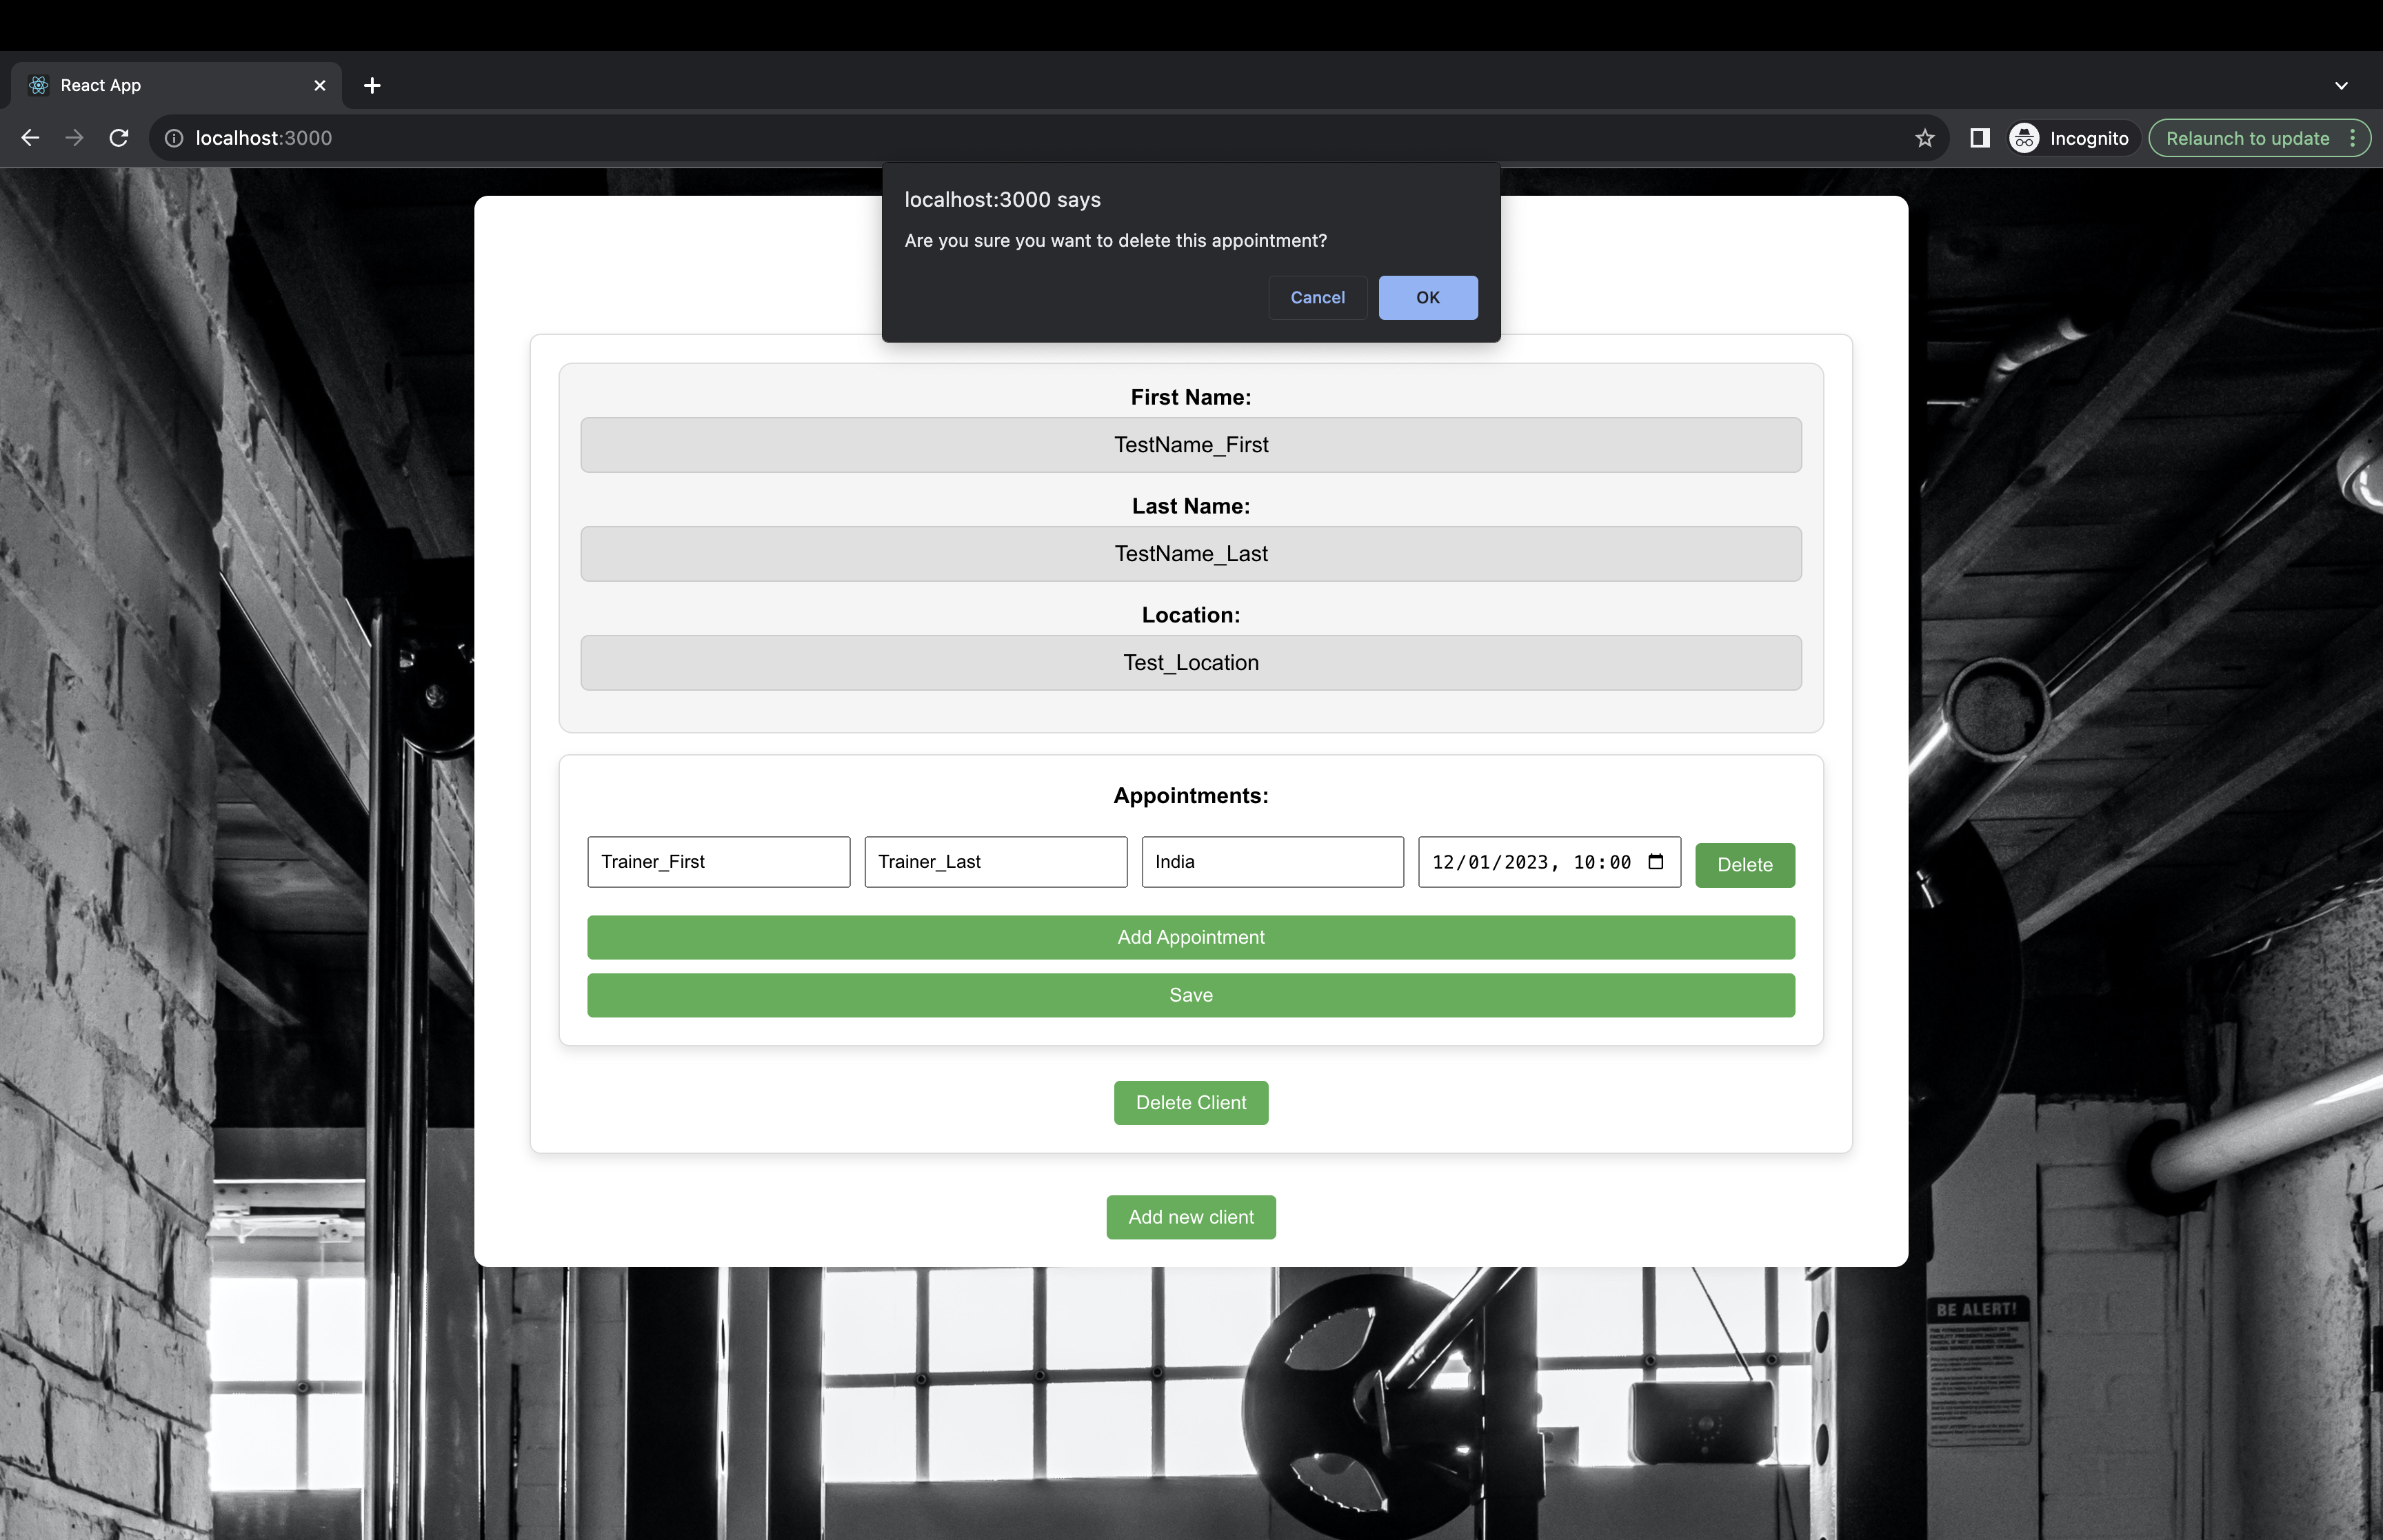 React App
localhost:3000
Incognito
Relaunch to update
localhost:3000 says
Are you sure you want to delete this appointment?
Cancel
OK
First Name:
TestName_First
Last Name:
TestName_Last
Location:
Test_Location
Appointments:
Trainer_First
Trainer_Last
India
12/01/2023, 10:00
Delete
Add Appointment
Save
Delete Client
Add new client
BE ALERT!